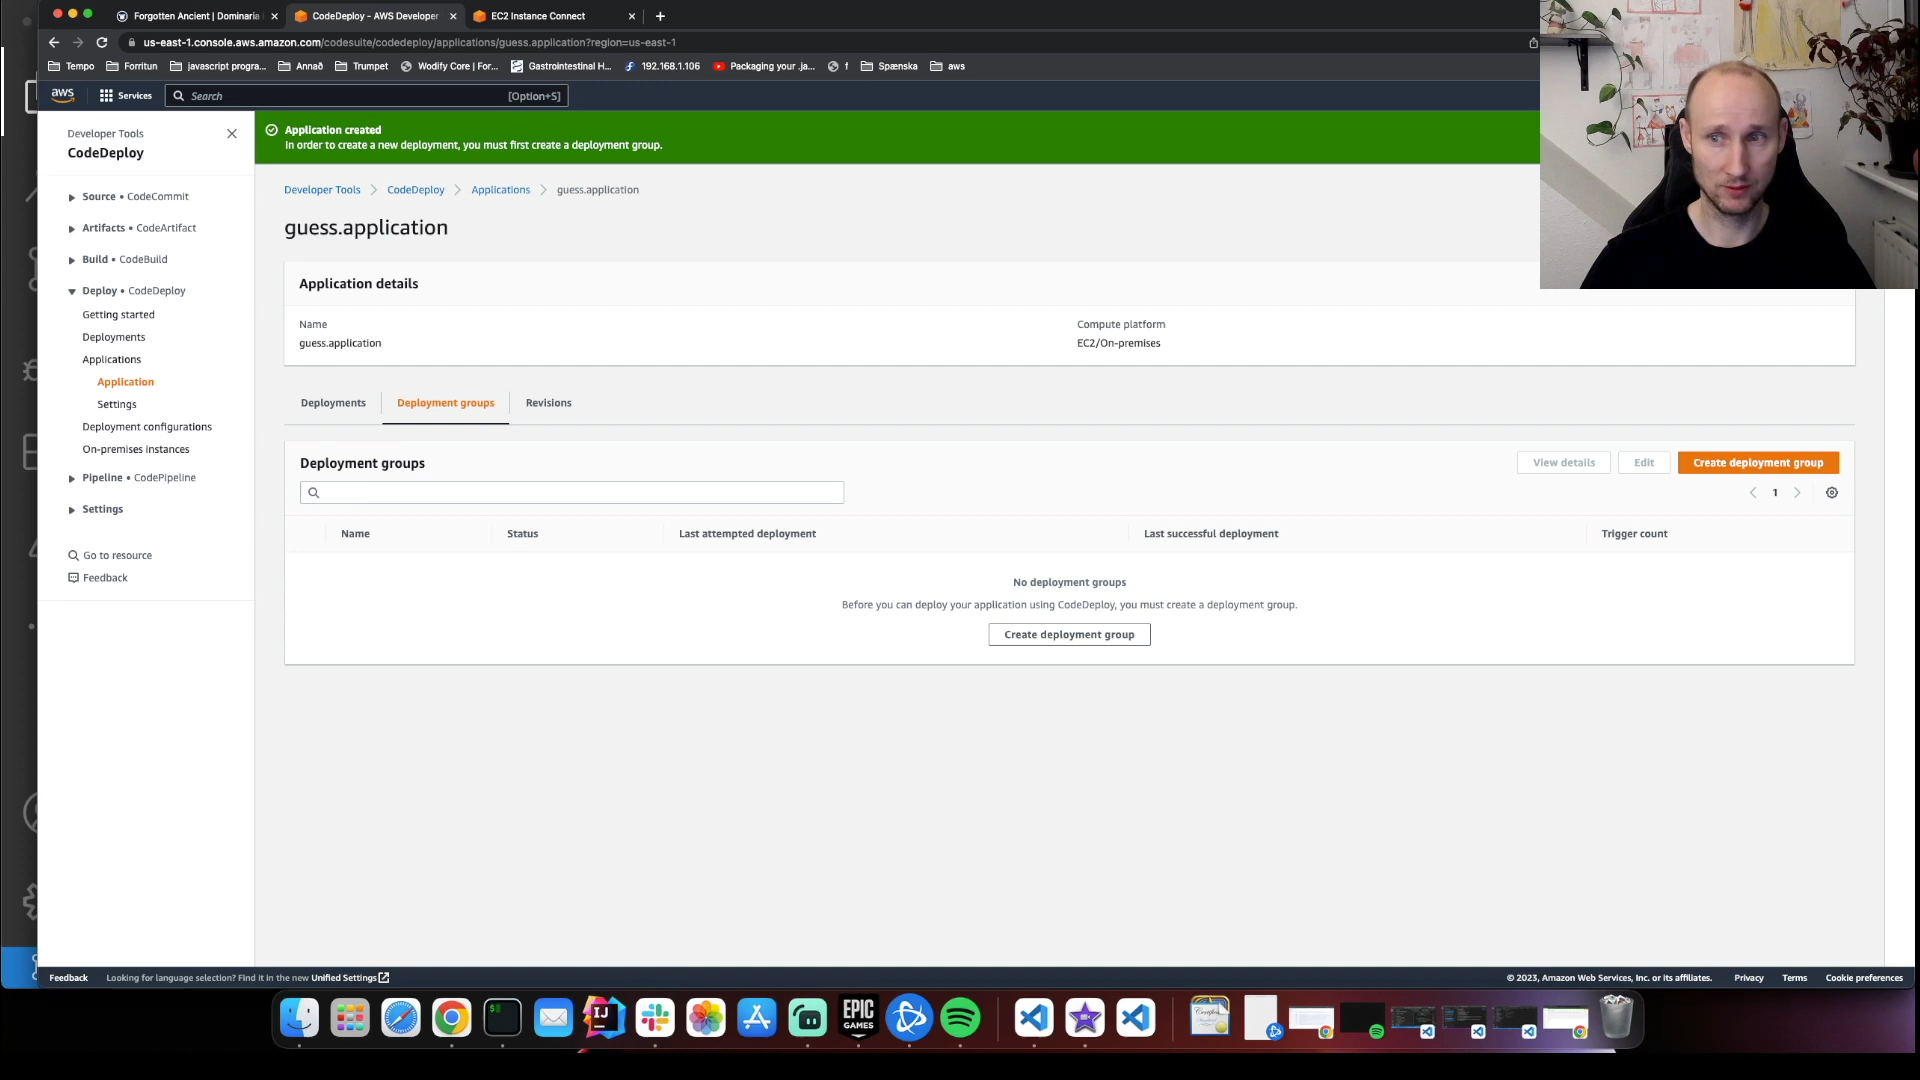 Forgotten Ancient | Dominaria
CodeDeploy - AWS Developer
EC2 Instance Connect
us-east-1.console.aws.amazon.com/codesuite/codedeploy/applications/guess.application?region=us-east-1
Tempo
Forritun
javascript progra...
Annað
Trumpet
Wodify Core | For...
Gastrointestinal H...
192.168.1.106
Packaging your .ja...
f
Spænska
aws
aws
Services
Search
[Option+S]
Developer Tools
CodeDeploy
Source • CodeCommit
Artifacts • CodeArtifact
Build • CodeBuild
Deploy • CodeDeploy
Getting started
Deployments
Applications
Application
Settings
Deployment configurations
On-premises instances
Pipeline • CodePipeline
Settings
Go to resource
Feedback
Application created
In order to create a new deployment, you must first create a deployment group.
Developer Tools
CodeDeploy
Applications
guess.application
guess.application
Application details
Name
guess.application
Compute platform
EC2/On-premises
Deployments
Deployment groups
Revisions
Deployment groups
View details
Edit
Create deployment group
1
Name
Status
Last attempted deployment
Last successful deployment
Trigger count
No deployment groups
Before you can deploy your application using CodeDeploy, you must create a deployment group.
Create deployment group
Feedback
Looking for language selection? Find it in the new Unified Settings
© 2023, Amazon Web Services, Inc. or its affiliates.
Privacy
Terms
Cookie preferences
$
IJ
EPIC
GAMES